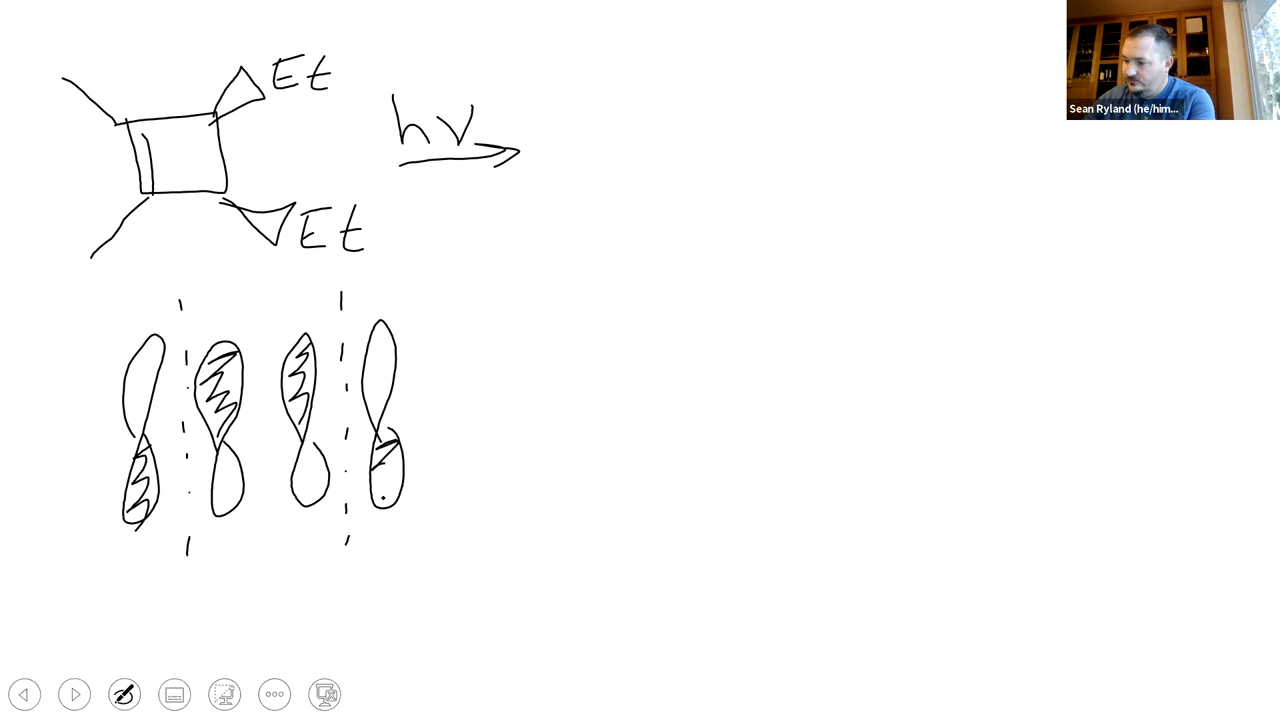 Et
hν
Et
Sean Ryland (he/him...